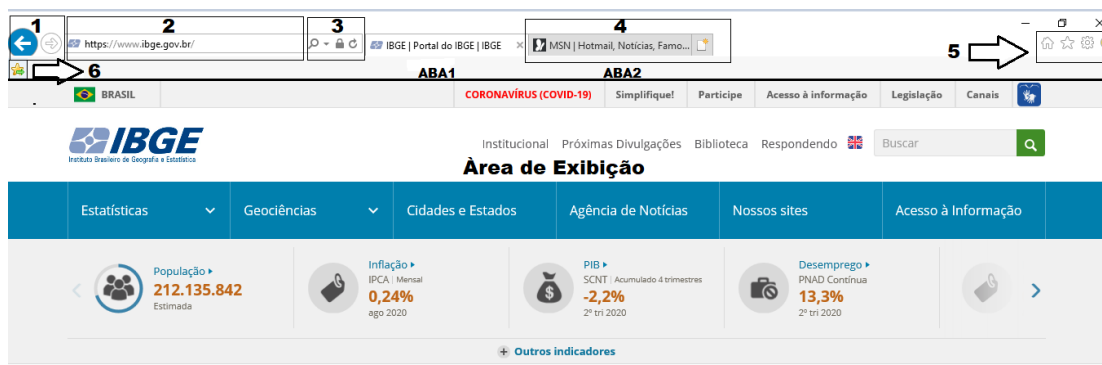 1
2
3
4
https://www.ibge.gov.br/
IBGE | Portal do IBGE | IBGE
MSN | Hotmail, Notícias, Famo...
5
6
ABA1
ABA2
BRASIL
CORONAVÍRUS (COVID-19)
Simplifique!
Participe
Acesso à informação
Legislação
Canais
IBGE
Instituto Brasileiro de Geografia e Estatística
Institucional Próximas Divulgações Biblioteca Respondendo
Buscar
Àrea de Exibição
Estatísticas
Geociências
Cidades e Estados
Agência de Notícias
Nossos sites
Acesso à Informação
População
212.135.842
Estimada
Inflação
IPCA | Mensal
0,24%
ago 2020
PIB
SCNT | Acumulado 4 trimestres
-2,2%
2º tri 2020
Desemprego
PNAD Contínua
13,3%
2º tri 2020
+ Outros indicadores